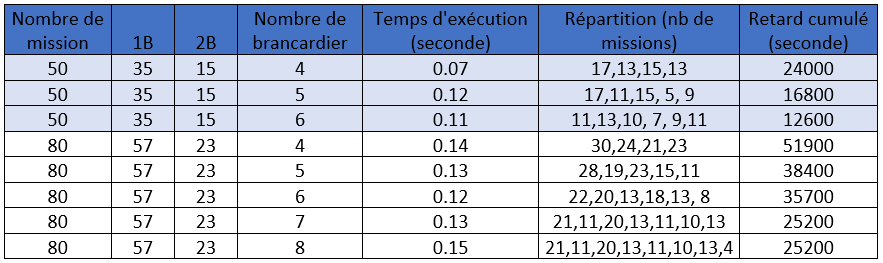 Nombre de mission | 1B | 2B | Nombre de brancardier | Temps d'exécution (seconde) | Répartition (nb de missions) | Retard cumulé (seconde)
50 | 35 | 15 | 4 | 0.07 | 17,13,15,13 | 24000
50 | 35 | 15 | 5 | 0.12 | 17,11,15, 5, 9 | 16800
50 | 35 | 15 | 6 | 0.11 | 11,13,10, 7, 9,11 | 12600
80 | 57 | 23 | 4 | 0.14 | 30,24,21,23 | 51900
80 | 57 | 23 | 5 | 0.13 | 28,19,23,15,11 | 38400
80 | 57 | 23 | 6 | 0.12 | 22,20,13,18,13, 8 | 35700
80 | 57 | 23 | 7 | 0.13 | 21,11,20,13,11,10,13 | 25200
80 | 57 | 23 | 8 | 0.15 | 21,11,20,13,11,10,13,4 | 25200